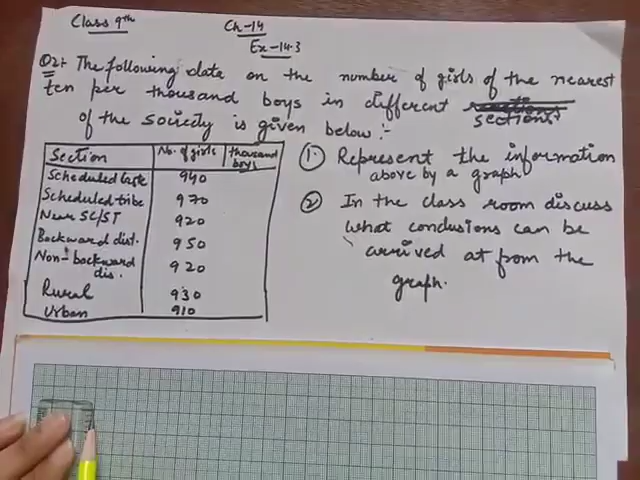 Class 9th
Ch-14
Ex-14.3
Q2:- The following data on the number of girls of the nearest
ten per thousand boys in different sections
of the society is given below:-
Section | No. of girls | thousand boys
Scheduled caste 940
Scheduled tribe 970
Non SC/ST 920
Backward dist. 950
Non-backward dis. 920
Rural 930
Urban 910
① Represent the information
above by a graph
② In the class room discuss
what conclusions can be
arrived at from the
graph.